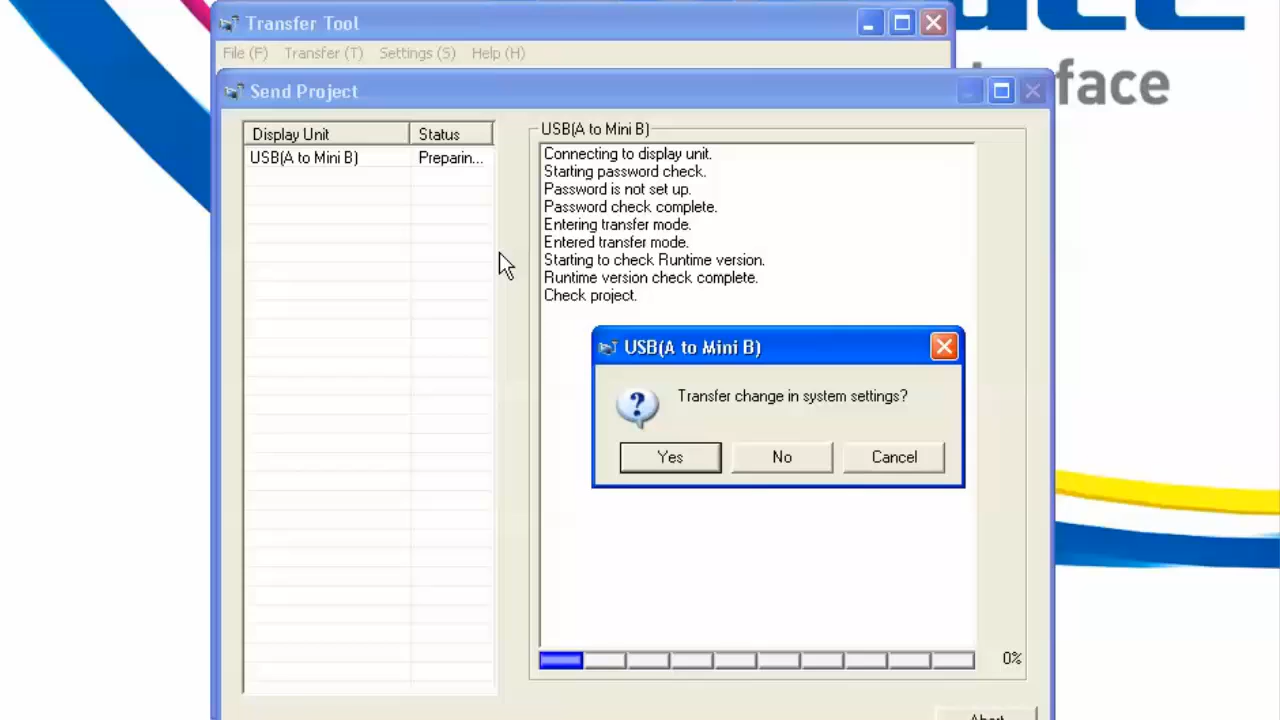 Transfer Tool
File (F) Transfer (T) Settings (S) Help (H)
face
Send Project
Display Unit Status
USB(A to Mini B) Preparin...
USB(A to Mini B)
Connecting to display unit.
Starting password check.
Password is not set up.
Password check complete.
Entering transfer mode.
Entered transfer mode.
Starting to check Runtime version.
Runtime version check complete.
Check project.
USB(A to Mini B)
Transfer change in system settings?
Yes No Cancel
0%
Abort